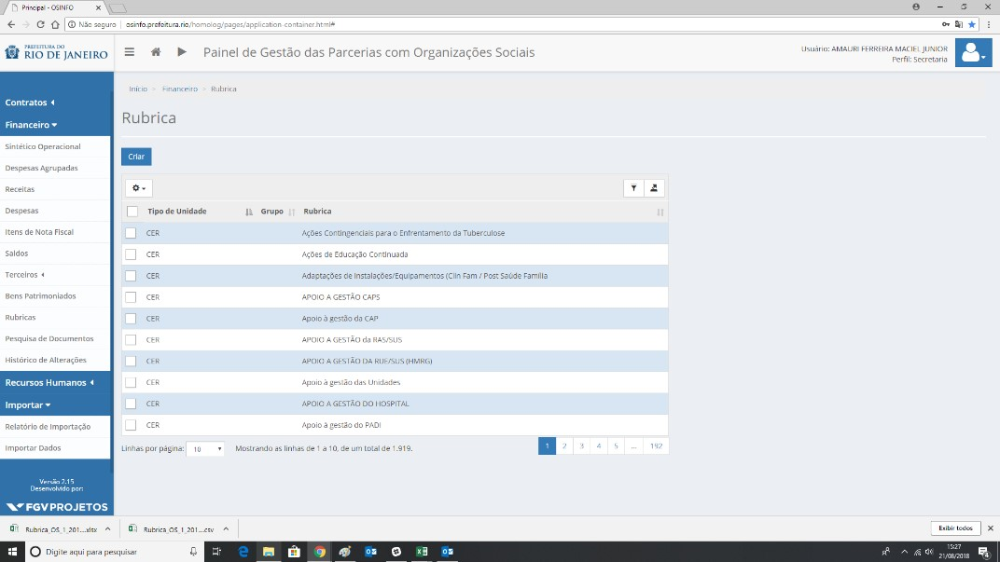 Principal - OSINFO
Não seguro
osinfo.prefeitura.rio/homolog/pages/application-container.html#
PREFEITURA DO
RIO DE JANEIRO
Painel de Gestão das Parcerias com Organizações Sociais
Usuário: AMAURI FERREIRA MACIEL JUNIOR
Perfil: Secretaria
Contratos
Financeiro
Sintético Operacional
Despesas Agrupadas
Receitas
Despesas
Itens de Nota Fiscal
Saldos
Terceiros
Bens Patrimoniados
Rubricas
Pesquisa de Documentos
Histórico de Alterações
Recursos Humanos
Importar
Relatório de Importação
Importar Dados
Versão 2.15
Desenvolvido por:
FGV PROJETOS
Início > Financeiro > Rubrica
Rubrica
Criar
Tipo de Unidade Grupo Rubrica
CER Ações Contingenciais para o Enfrentamento da Tuberculose
CER Ações de Educação Continuada
CER Adaptações de Instalações/Equipamentos (Clin Fam / Post Saúde Família
CER APOIO A GESTÃO CAPS
CER Apoio à gestão da CAP
CER APOIO A GESTÃO da RAS/SUS
CER APOIO A GESTÃO DA RUE/SUS (HMRG)
CER Apoio à gestão das Unidades
CER APOIO A GESTÃO DO HOSPITAL
CER Apoio à gestão do PADI
Linhas por página: 10 Mostrando as linhas de 1 a 10, de um total de 1.919.
1 2 3 4 5 ... 192
Rubrica_OS_1_201....xlsx
Rubrica_OS_1_201....csv
Exibir todos
Digite aqui para pesquisar
15:27
21/08/2018
4